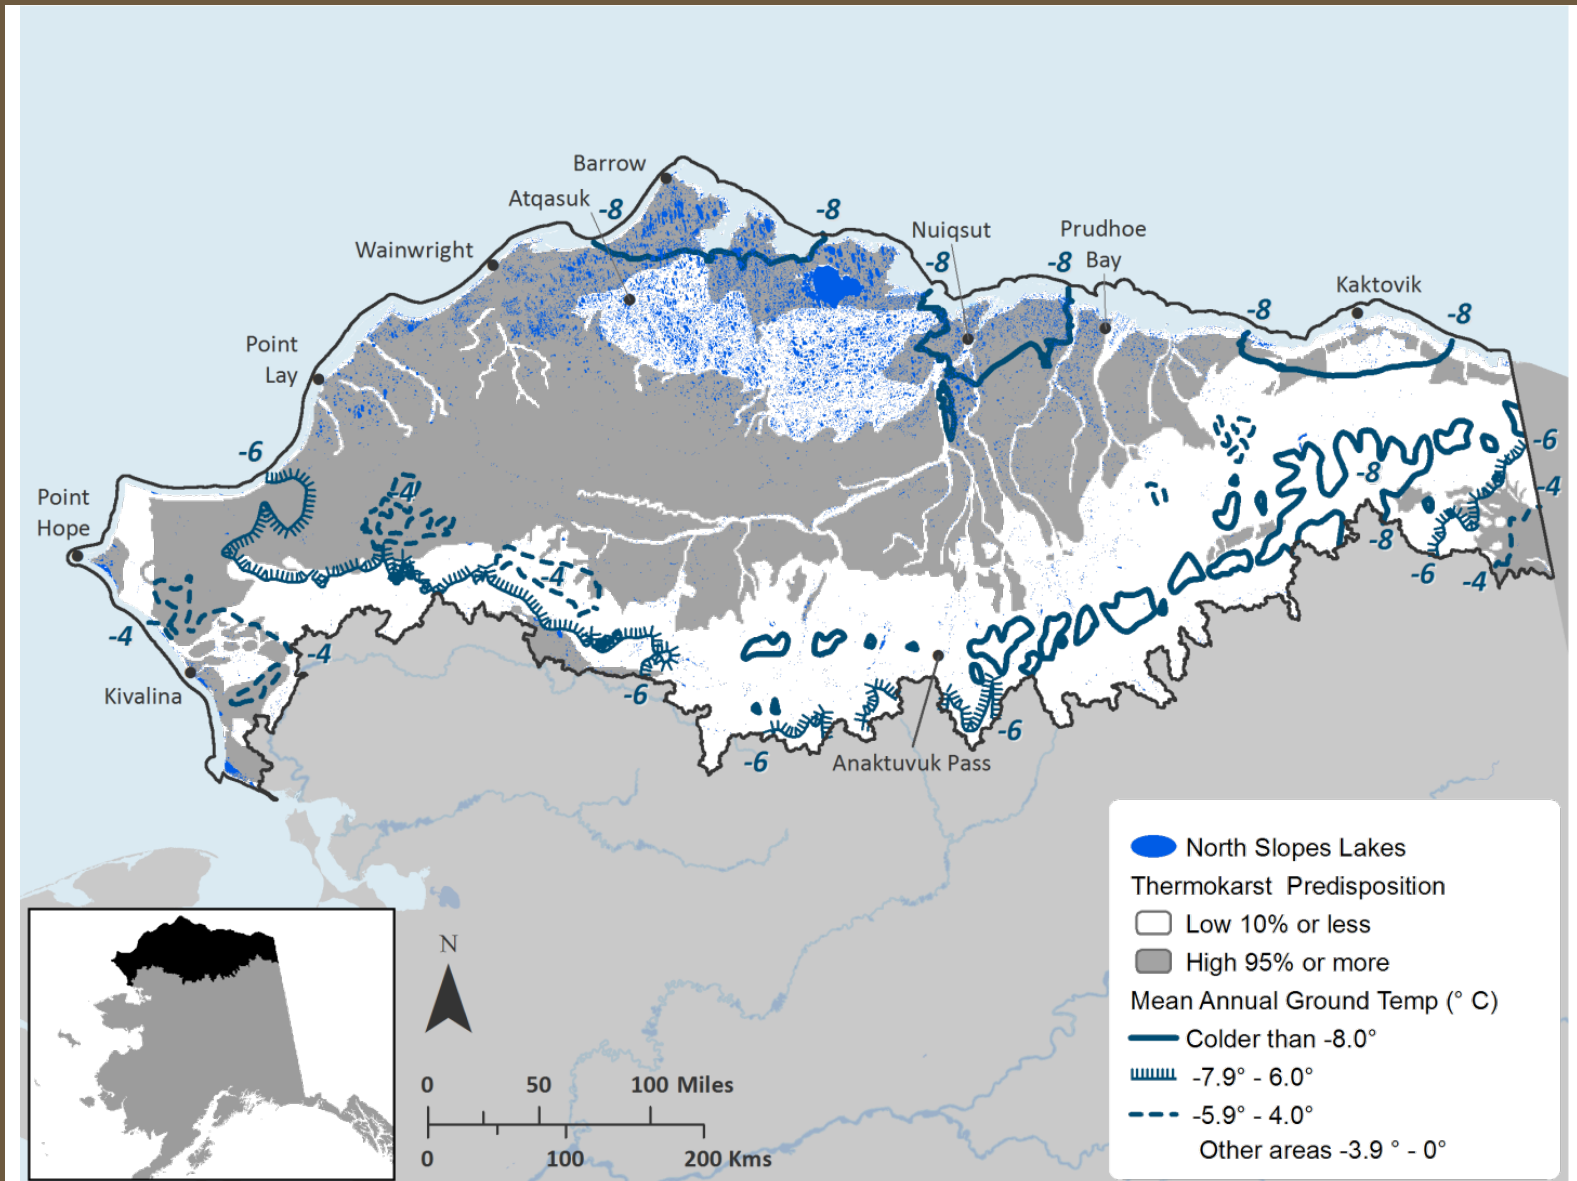 Barrow
Atqasuk
-8
-8
Wainwright
Nuiqsut
Prudhoe
Bay
-8
-8
Kaktovik
-8
-8
Point
Lay
-6
-6
-8
-4
-4
Point
Hope
-8
-4
-6
-4
-4
-4
Kivalina
-6
-6
-6
Anaktuvuk Pass
North Slopes Lakes
Thermokarst Predisposition
Low 10% or less
High 95% or more
Mean Annual Ground Temp (° C)
Colder than -8.0°
-7.9° - 6.0°
-5.9° - 4.0°
Other areas -3.9 ° - 0°
N
0 50 100 Miles
0 100 200 Kms